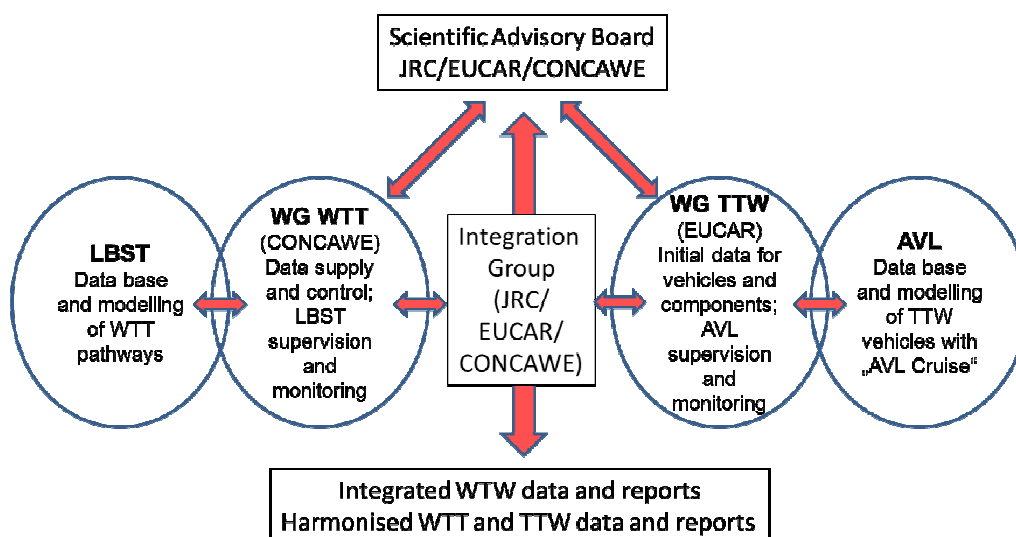 Scientific Advisory Board
JRC/EUCAR/CONCAWE
LBST
Data base
and modelling
of WTT
pathways
WG WTT
(CONCAWE)
Data supply
and control;
LBST
supervision
and
monitoring
Integration
Group
(JRC/
EUCAR/
CONCAWE)
WG TTW
(EUCAR)
Initial data for
vehicles and
components;
AVL
supervision
and
monitoring
AVL
Data base
and modelling
of TTW
vehicles with
„AVL Cruise“
Integrated WTW data and reports
Harmonised WTT and TTW data and reports